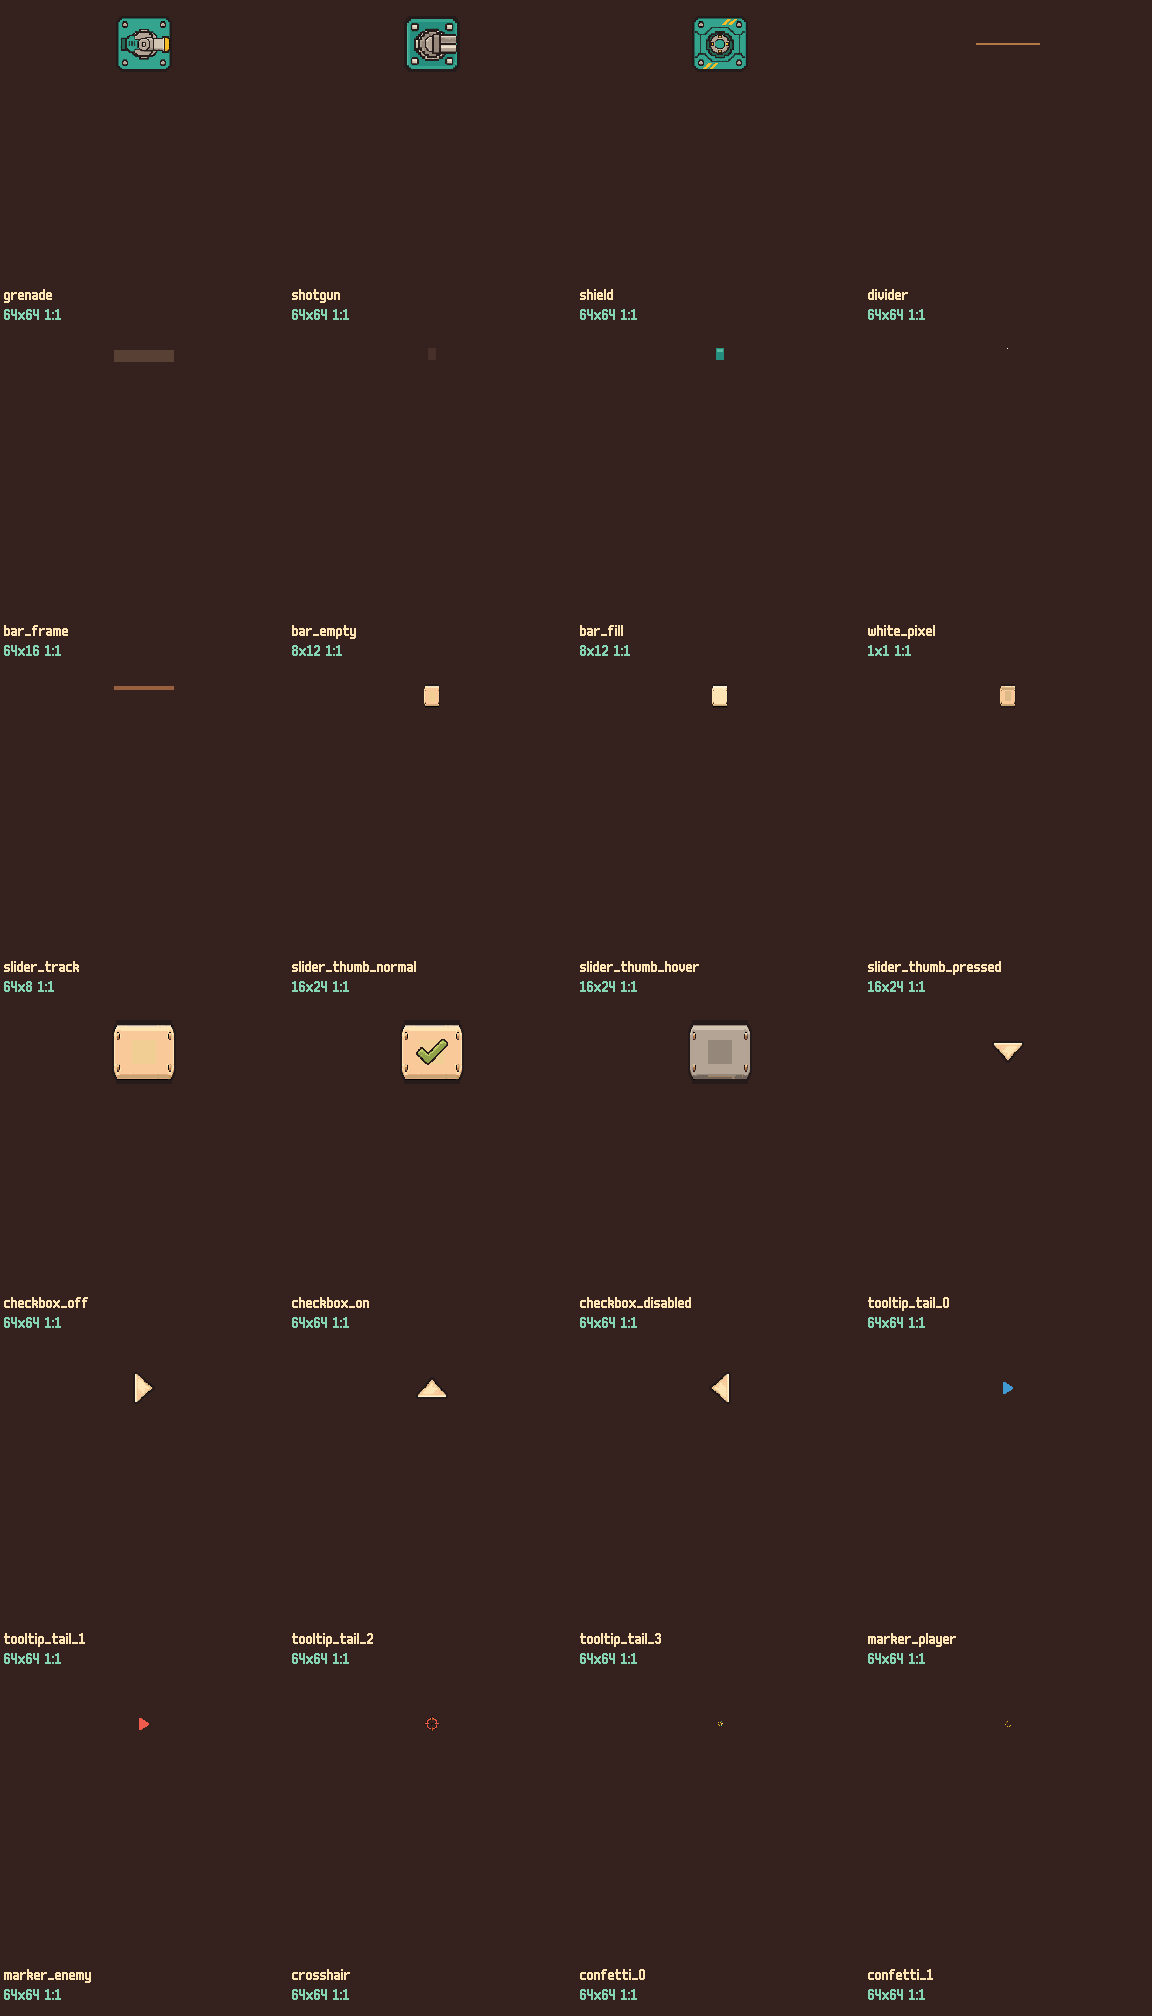 grenade shotgun shield divider
64x64 1:1 64x64 1:1 64x64 1:1 64x64 1:1
bar_frame bar_empty bar_fill white_pixel
64x16 1:1 8x12 1:1 8x12 1:1 1x1 1:1
slider_track slider_thumb_normal slider_thumb_hover slider_thumb_pressed
64x8 1:1 16x24 1:1 16x24 1:1 16x24 1:1
checkbox_off checkbox_on checkbox_disabled tooltip_tail_0
64x64 1:1 64x64 1:1 64x64 1:1 64x64 1:1
tooltip_tail_1 tooltip_tail_2 tooltip_tail_3 marker_player
64x64 1:1 64x64 1:1 64x64 1:1 64x64 1:1
marker_enemy crosshair confetti_0 confetti_1
64x64 1:1 64x64 1:1 64x64 1:1 64x64 1:1